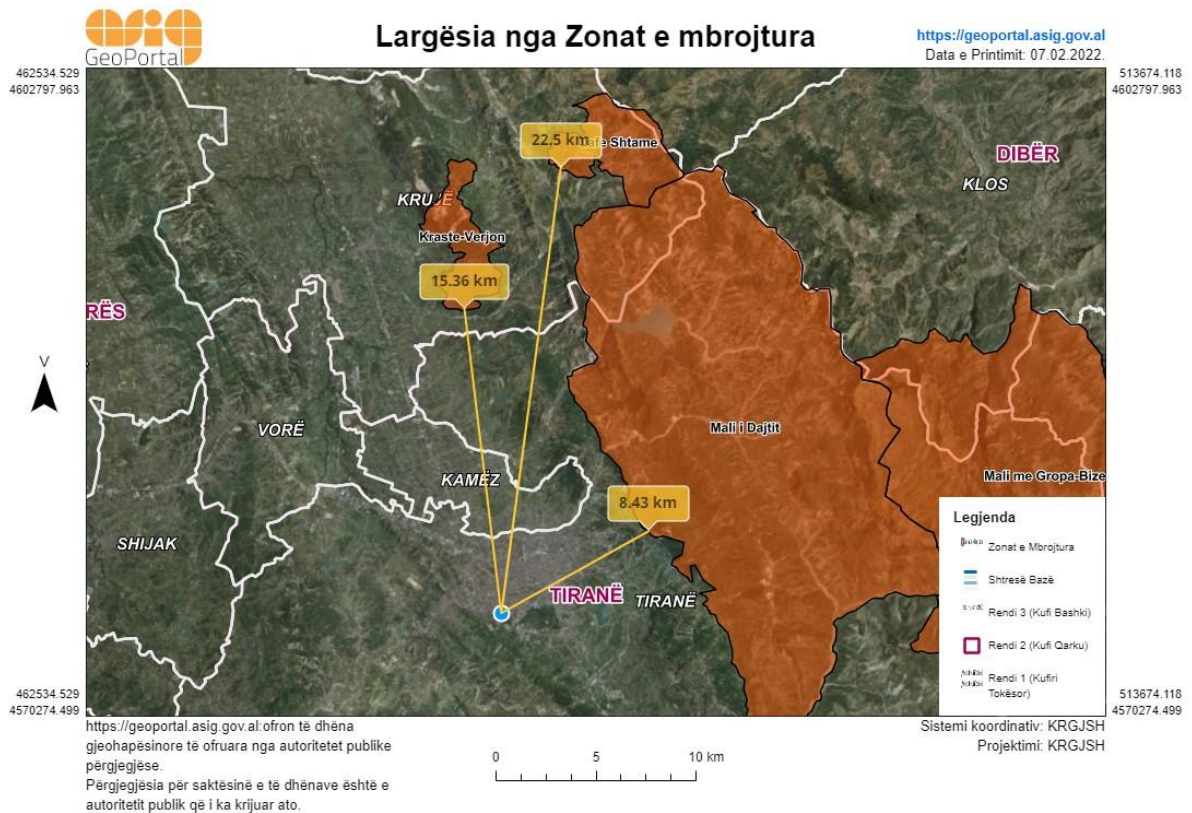 asig
GeoPortal
Largësia nga Zonat e mbrojtura
https://geoportal.asig.gov.al
Data e Printimit: 07.02.2022.
462534.529
4602797.963
513674.118
4602797.963
22.5 km
afe Shtame
DIBËR
KLOS
KRUJË
Kraste-Verjon
15.36 km
RËS
V
VORË
Mali i Dajtit
KAMËZ
Mali me Gropa-Bize
8.43 km
SHIJAK
TIRANË
TIRANË
Legjenda
Zonat e Mbrojtura
Shtresë Bazë
Rendi 3 (Kufi Bashki)
Rendi 2 (Kufi Qarku)
Rendi 1 (Kufiri
Tokësor)
462534.529
4570274.499
513674.118
4570274.499
https://geoportal.asig.gov.al:ofron të dhëna
gjeohapësinore të ofruara nga autoritetet publike
përgjegjëse.
Përgjegjësia për saktësinë e të dhënave është e
autoritetit publik që i ka krijuar ato.
0 5 10 km
Sistemi koordinativ: KRGJSH
Projektimi: KRGJSH